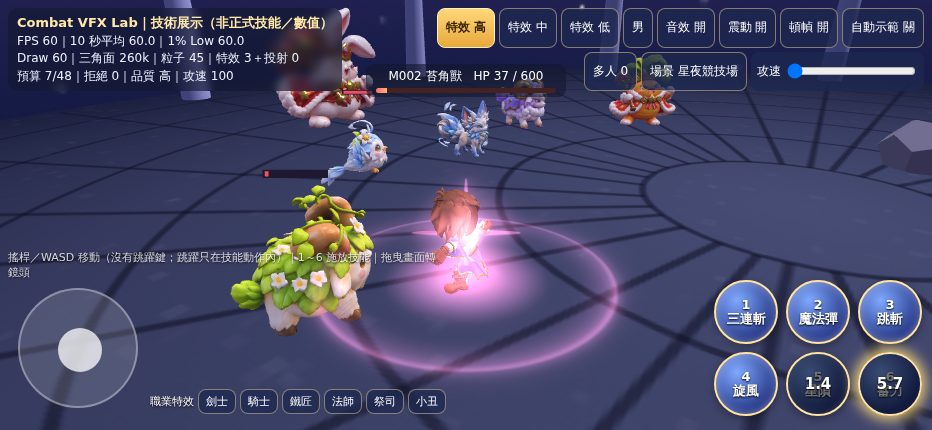 Combat VFX Lab｜技術展示（非正式技能／數值）
FPS 60｜10 秒平均 60.0｜1% Low 60.0
Draw 60｜三角面 260k｜粒子 45｜特效 3＋投射 0
預算 7/48｜拒絕 0｜品質 高｜攻速 100
特效 高
特效 中
特效 低
男
音效 開
震動 開
頓幀 開
自動示範 關
多人 0
場景 星夜競技場
攻速
M002 苔角獸 HP 37 / 600
搖桿／WASD 移動（沒有跳躍鍵；跳躍只在技能動作內）｜1～6 施放技能｜拖曳畫面轉
鏡頭
1
三連斬
2
魔法彈
3
跳斬
4
旋風
1.4
5.7
職業特效
劍士
騎士
鐵匠
法師
祭司
小丑